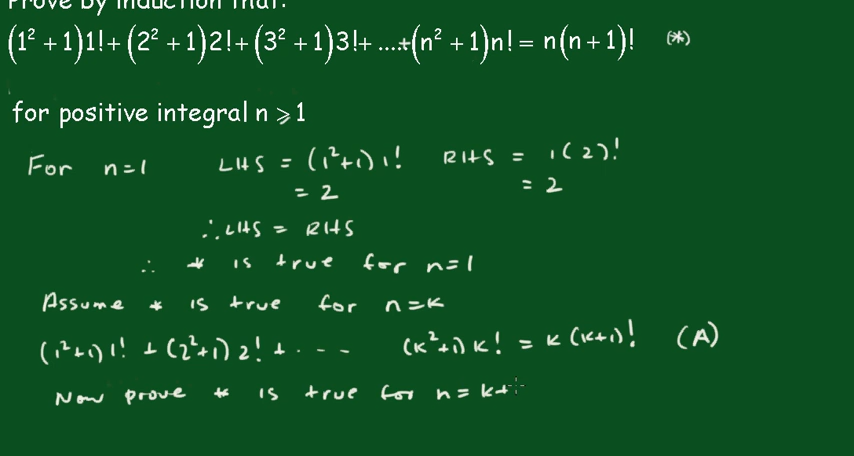 Prove by induction that:
(1² + 1)1! + (2² + 1)2! + (3² + 1)3! + .... + (n² + 1)n! = n(n + 1)! (*)
for positive integral n ⩾ 1
For n=1 LHS = (1²+1) 1! RHS = 1(2)!
= 2 = 2
∴ LHS = RHS
∴ * is true for n=1
Assume * is true for n=k
(1²+1) 1! + (2²+1) 2! + .... (k²+1) k! = k (k+1)! (A)
Now prove * is true for n = k+